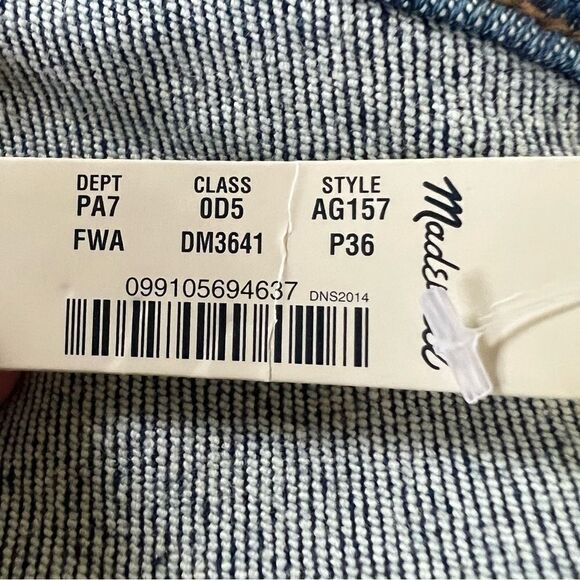 DEPT CLASS STYLE
PA7 0D5 AG157
FWA DM3641 P36
099105694637 DNS2014